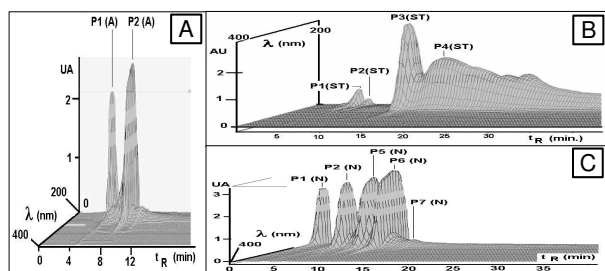 A
P1 (A) P2 (A)
UA
2
1
200
0
λ (nm)
400
0 4 8 12 t R (min)
B
P3(ST)
400
λ (nm)
200
AU
P4(ST)
2
P2(ST)
P1(ST)
1
0
5 10 15 20 25 30 t R (min.)
C
P5 (N)
P1 (N) P2 (N) P6 (N)
UA
3
P7 (N)
2
λ (nm)
1
400
0
0 5 10 15 20 25 30 35 t R (min)